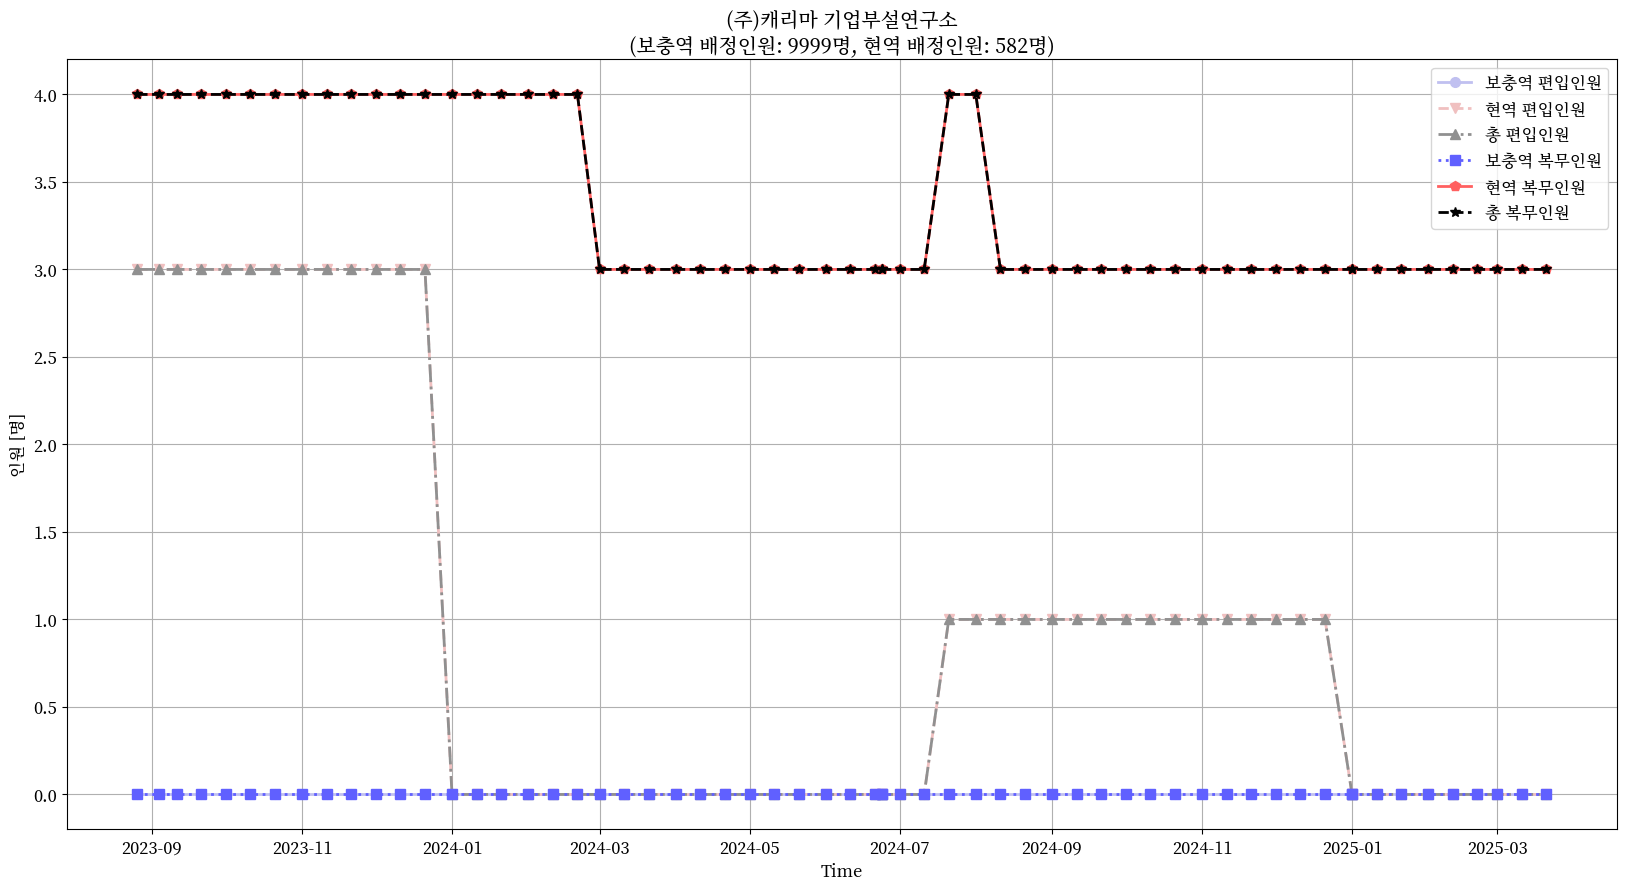 (주)캐리마 기업부설연구소
(보충역 배정인원: 9999명, 현역 배정인원: 582명)
보충역 편입인원
현역 편입인원
총 편입인원
보충역 복무인원
현역 복무인원
총 복무인원
인원 [명]
4.0
3.5
3.0
2.5
2.0
1.5
1.0
0.5
0.0
2023-09 2023-11 2024-01 2024-03 2024-05 2024-07 2024-09 2024-11 2025-01 2025-03
Time